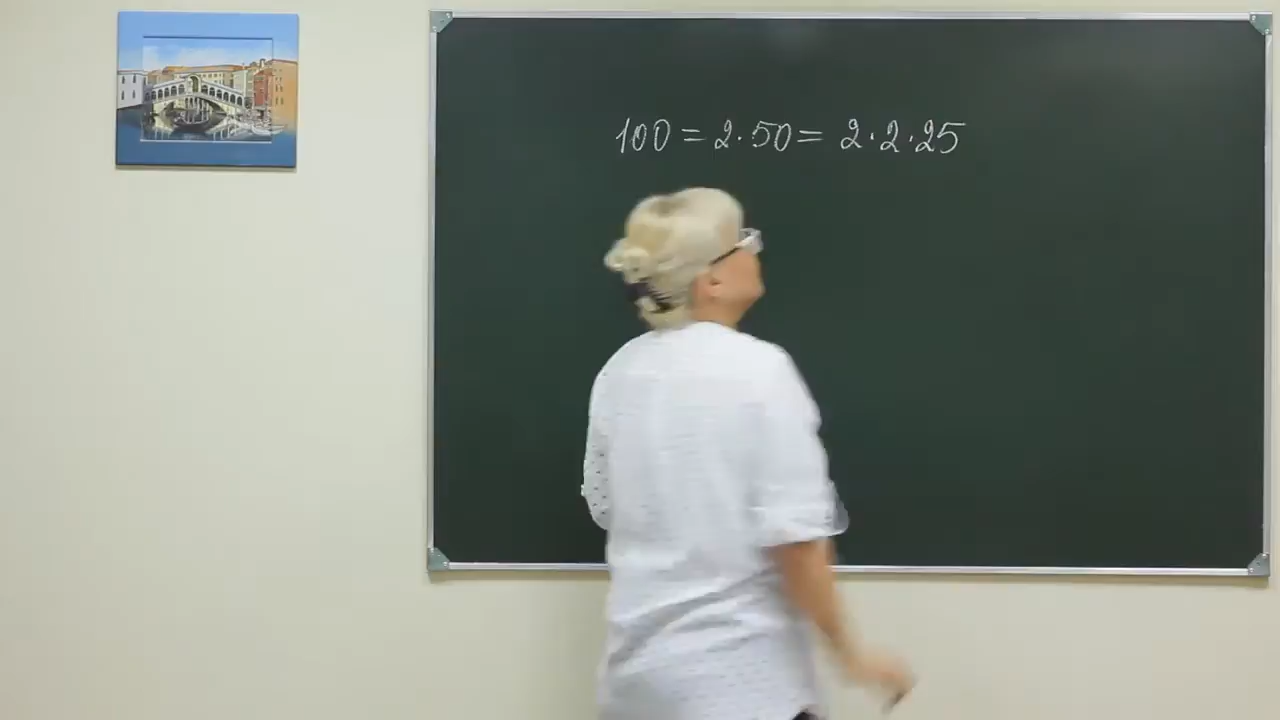 100 = 2·50 = 2·2·25